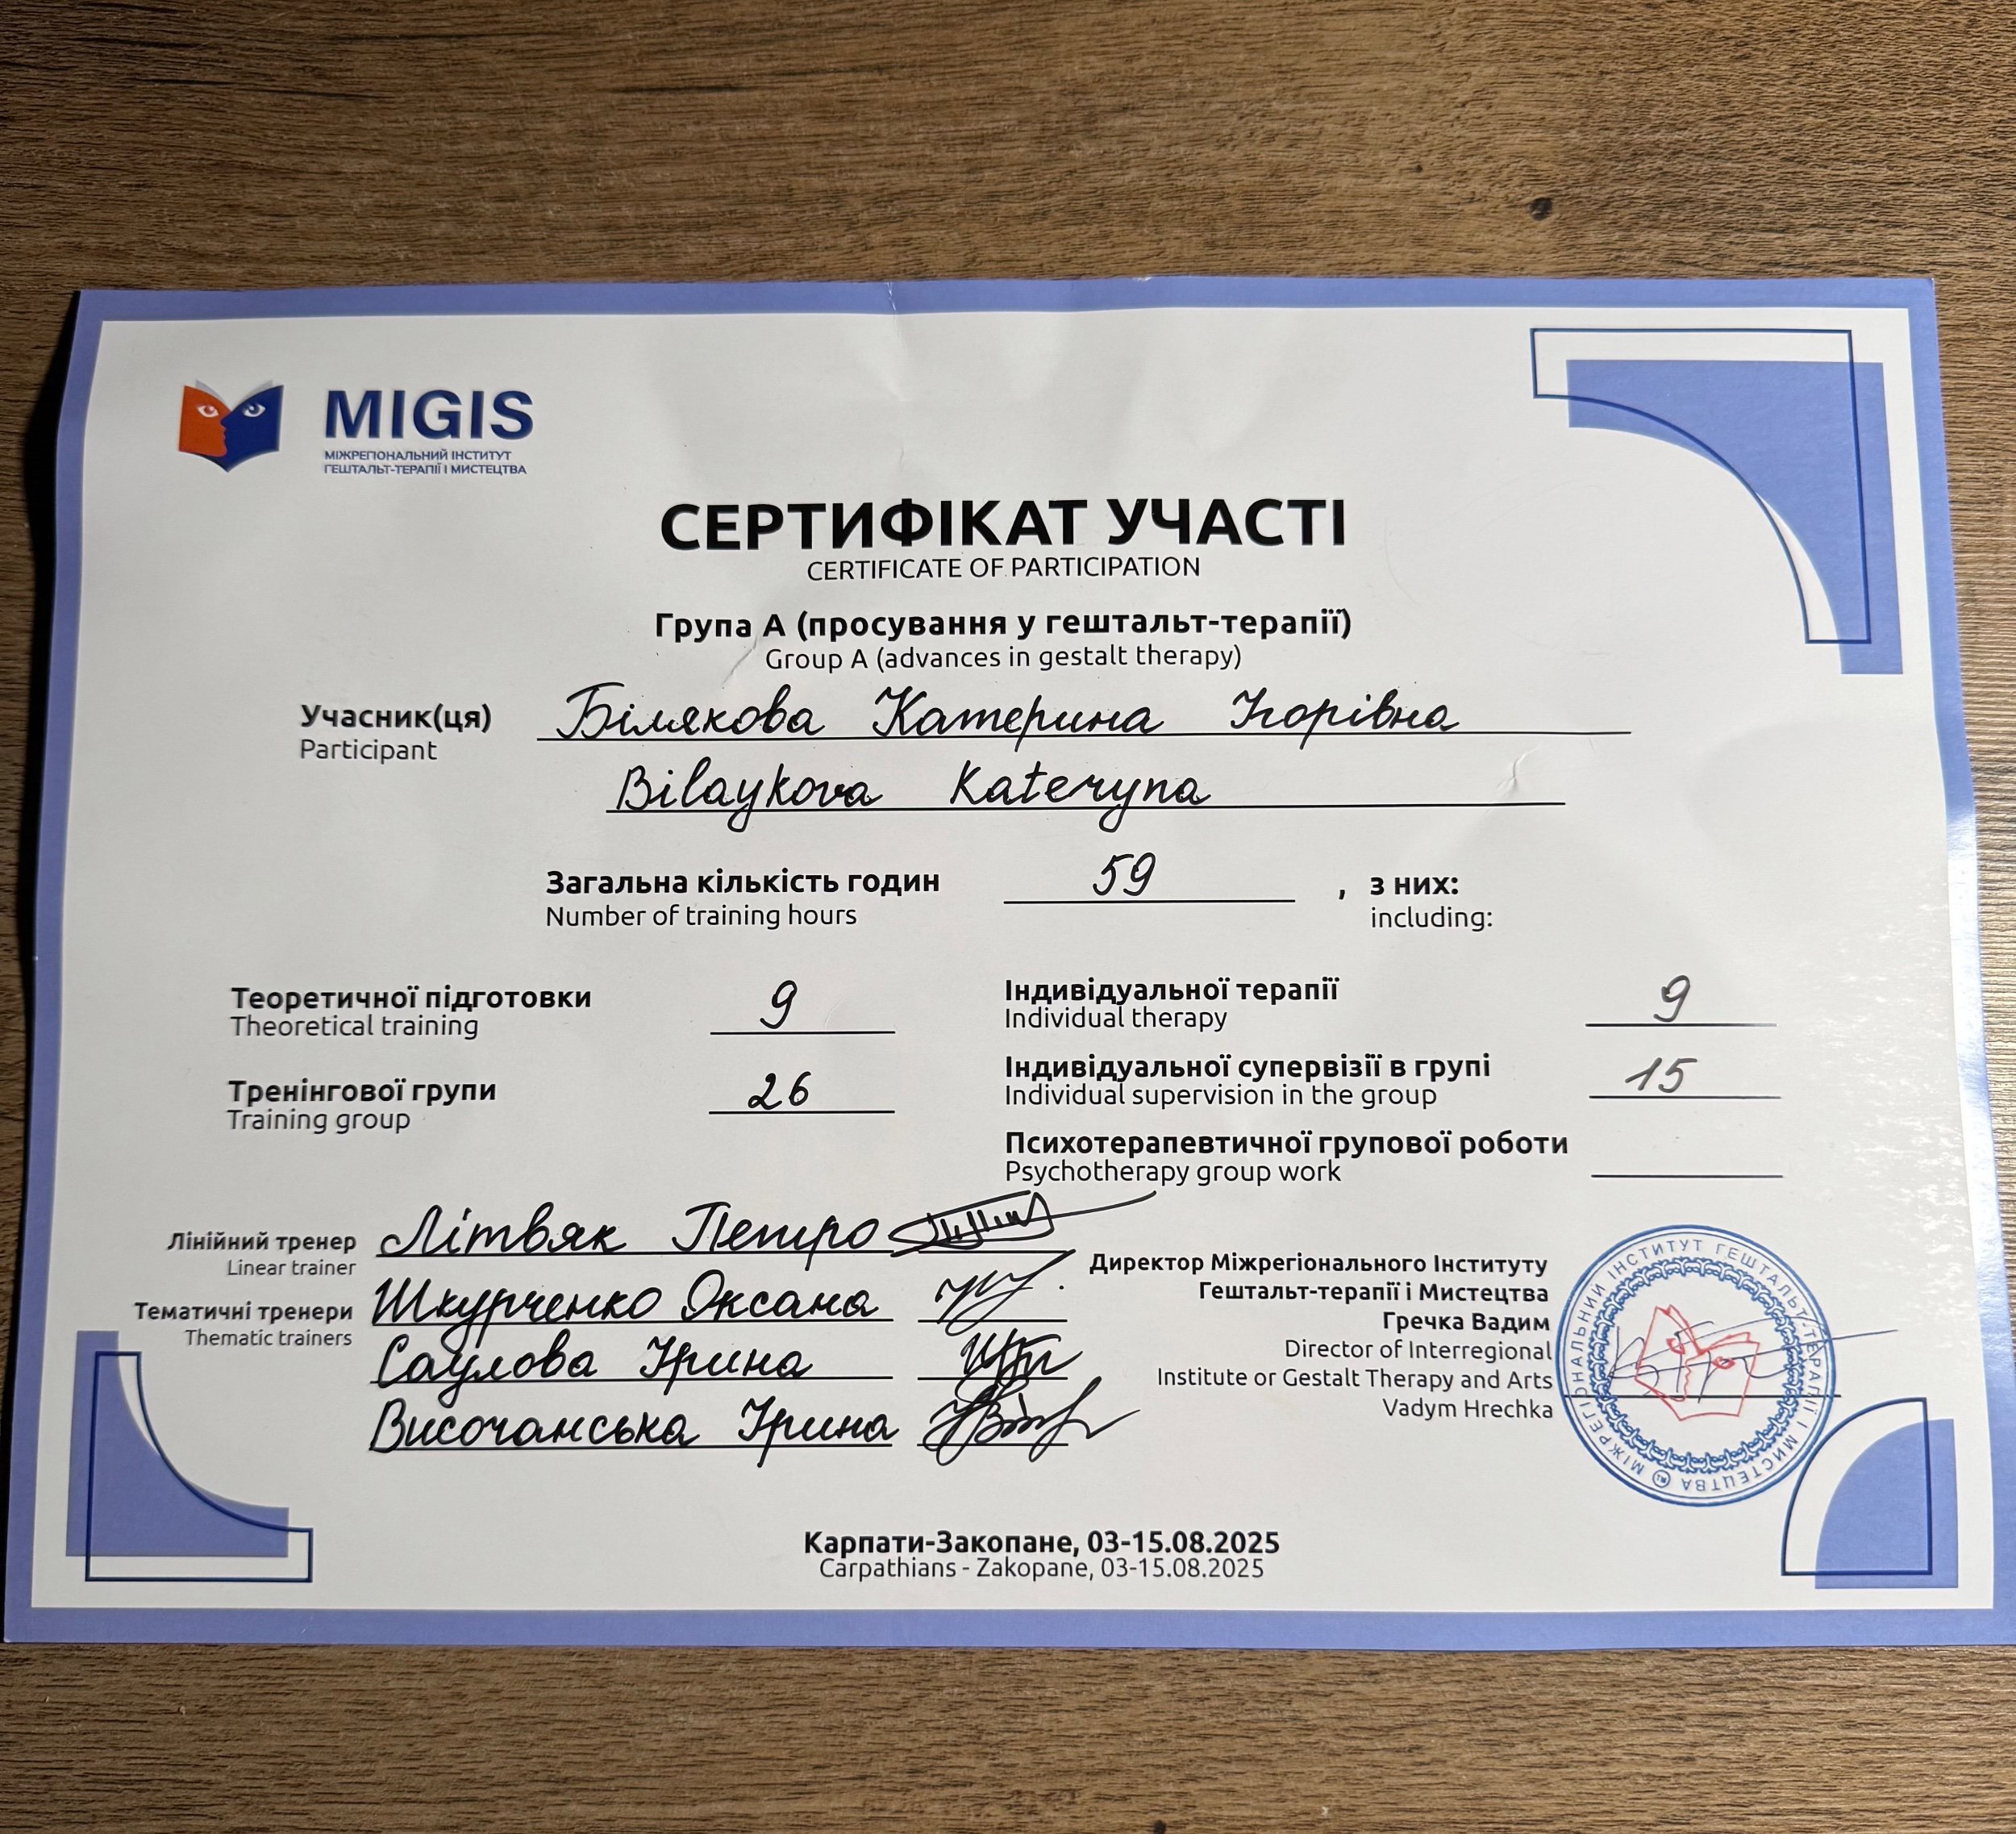 MIGIS
МІЖРЕГІОНАЛЬНИЙ ІНСТИТУТ
ГЕШТАЛЬТ-ТЕРАПІЇ І МИСТЕЦТВА
СЕРТИФІКАТ УЧАСТІ
CERTIFICATE OF PARTICIPATION
Група А (просування у гештальт-терапії)
Group A (advances in gestalt therapy)
Учасник(ця) Білякова Катерина Ігорівна
Participant
Bilaykova Kateryna
Загальна кількість годин 59 , з них:
Number of training hours including:
Теоретичної підготовки 9
Theoretical training
Тренінгової групи 26
Training group
Індивідуальної терапії 9
Individual therapy
Індивідуальної супервізії в групі 15
Individual supervision in the group
Психотерапевтичної групової роботи
Psychotherapy group work
Лінійний тренер Літвяк Петро
Linear trainer
Тематичні тренери Шкурченко Оксана
Thematic trainers
Саулова Ірина
Височанська Ірина
Директор Міжрегіонального Інституту
Гештальт-терапії і Мистецтва
Гречка Вадим
Director of Interregional
Institute or Gestalt Therapy and Arts
Vadym Hrechka
МІЖРЕГІОНАЛЬНИЙ ІНСТИТУТ ГЕШТАЛЬТ-ТЕРАПІЇ І МИСТЕЦТВА
Карпати-Закопане, 03-15.08.2025
Carpathians - Zakopane, 03-15.08.2025